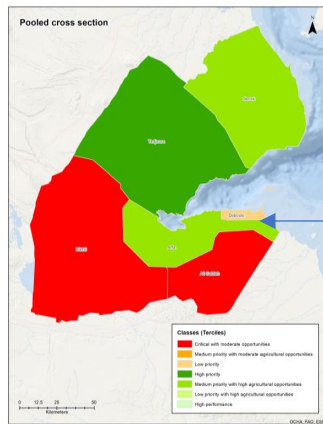 Pooled cross section
N
Obock
Tadjoura
Djibouti
Arta
Dikhil
Ali Sabieh
Classes (Terciles)
Critical with moderate opportunities
Medium priority with moderate agricultural opportunities
Low priority
High priority
Medium priority with high agricultural opportunities
Low priority with high agricultural opportunities
High performance
0 12.5 25 50
Kilometers
OCHA, FAO, ESRI